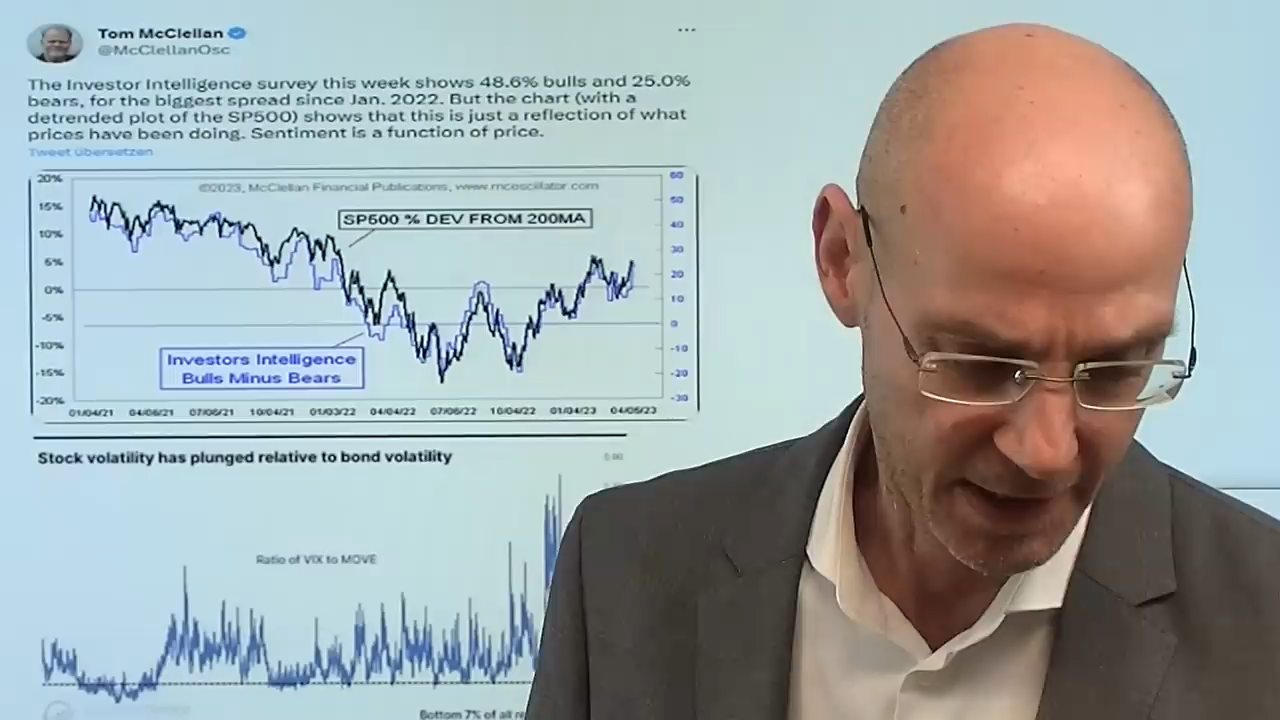 Tom McClellan
@McClellanOsc
The Investor Intelligence survey this week shows 48.6% bulls and 25.0%
bears, for the biggest spread since Jan. 2022. But the chart (with a
detrended plot of the SP500) shows that this is just a reflection of what
prices have been doing. Sentiment is a function of price.
Tweet übersetzen
20%
60
©2023, McClellan Financial Publications, www.mcoscillator.com
15%
50
SP500 % DEV FROM 200MA
10%
40
5%
30
20
0%
10
-5%
0
-10%
-10
Investors Intelligence
Bulls Minus Bears
-15%
-20
-20%
-30
01/04/21 04/06/21 07/06/21 10/04/21 01/03/22 04/04/22 07/06/22 10/04/22 01/04/23 04/06/23
Stock volatility has plunged relative to bond volatility
Ratio of VIX to MOVE
Bottom 7% of all